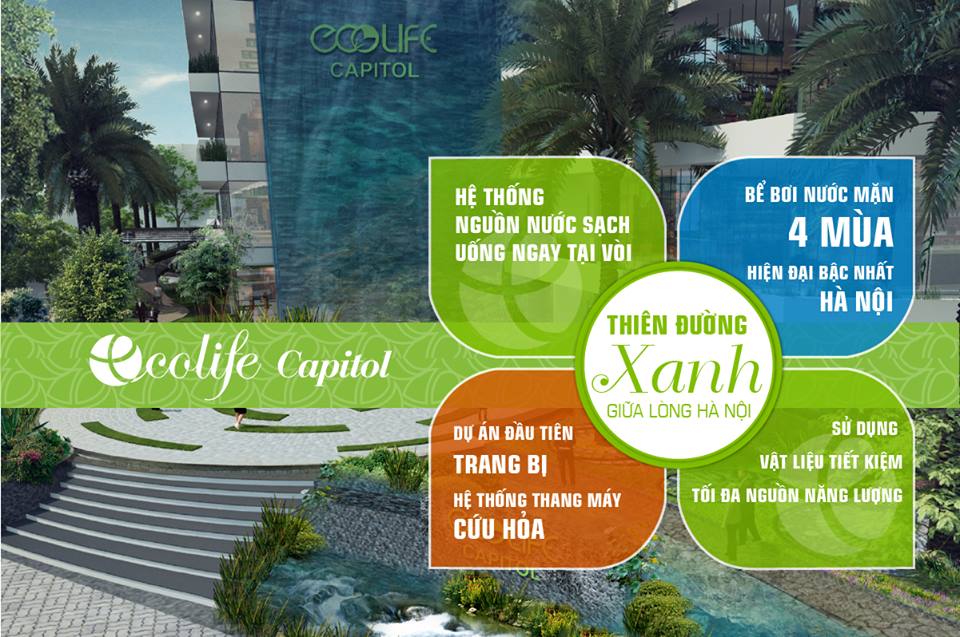 ecolife
CAPITOL
HỆ THỐNG
NGUỒN NƯỚC SẠCH
UỐNG NGAY TẠI VÒI
BỂ BƠI NƯỚC MẶN
4 MÙA
HIỆN ĐẠI BẬC NHẤT
HÀ NỘI
THIÊN ĐƯỜNG
Xanh
GIỮA LÒNG HÀ NỘI
ecolife Capitol
DỰ ÁN ĐẦU TIÊN
TRANG BỊ
HỆ THỐNG THANG MÁY
CỨU HỎA
SỬ DỤNG
VẬT LIỆU TIẾT KIỆM
TỐI ĐA NGUỒN NĂNG LƯỢNG
CAPITOL